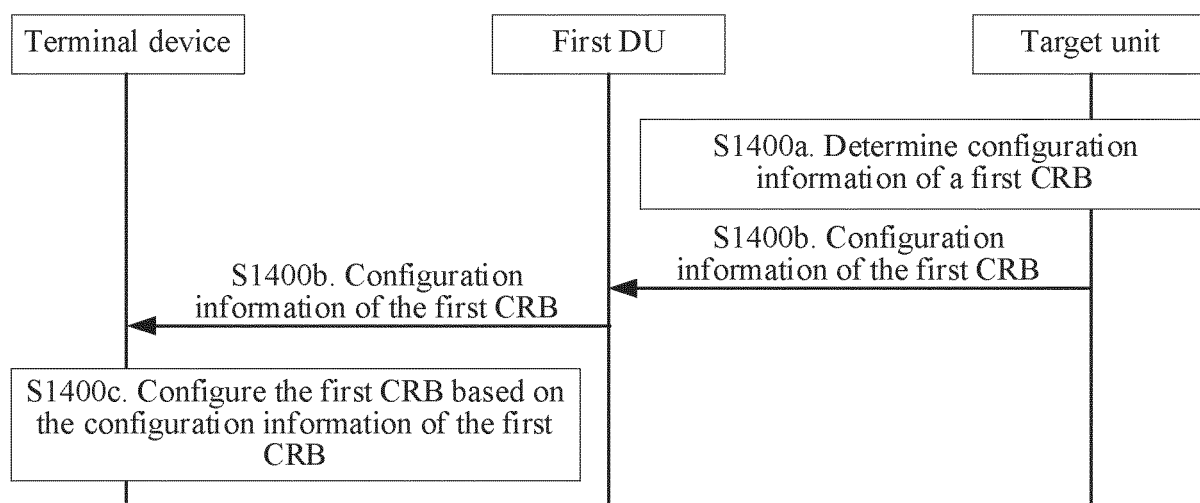 Terminal device
First DU
Target unit
S1400a. Determine configuration
information of a first CRB
S1400b. Configuration
information of the first CRB
S1400b. Configuration
information of the first CRB
S1400c. Configure the first CRB based on
the configuration information of the first
CRB